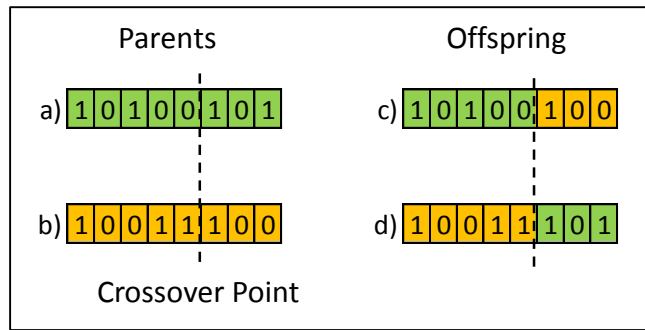 Parents Offspring
a) 1 0 1 0 0 1 0 1 c) 1 0 1 0 0 1 0 0
b) 1 0 0 1 1 1 0 0 d) 1 0 0 1 1 1 0 1
Crossover Point